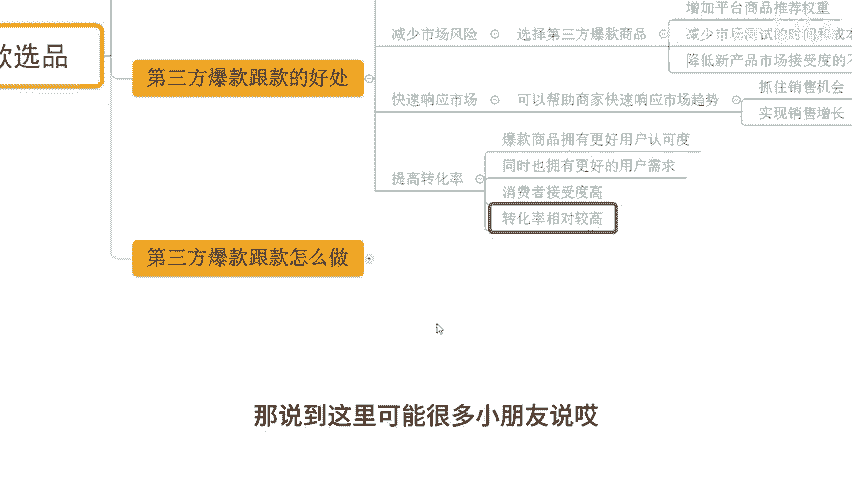 款选品
第三方爆款跟款的好处
减少市场风险
选择第三方爆款商品
增加平台商品推荐权重
减少市场测试的时间和成本
降低新产品市场接受度的不
快速响应市场
可以帮助商家快速响应市场趋势
抓住销售机会
实现销售增长
提高转化率
爆款商品拥有更好用户认可度
同时也拥有更好的用户需求
消费者接受度高
转化率相对较高
第三方爆款跟款怎么做
那说到这里可能很多小朋友说哎